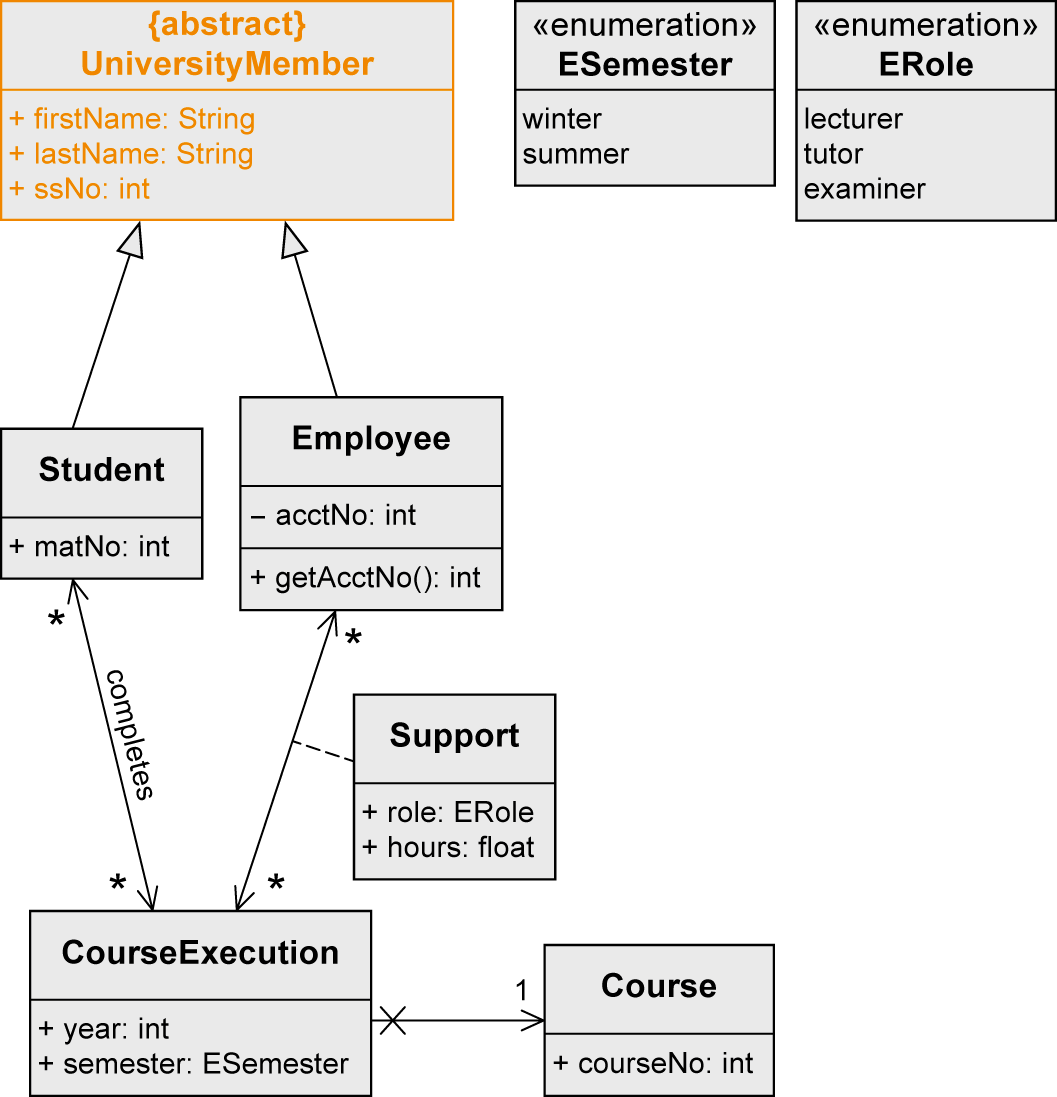 {abstract}
UniversityMember
+ firstName: String
+ lastName: String
+ ssNo: int
«enumeration»
ESemester
winter
summer
«enumeration»
ERole
lecturer
tutor
examiner
Student
+ matNo: int
Employee
– acctNo: int
+ getAcctNo(): int
*
*
completes
Support
+ role: ERole
+ hours: float
*
*
CourseExecution
+ year: int
+ semester: ESemester
1
Course
+ courseNo: int